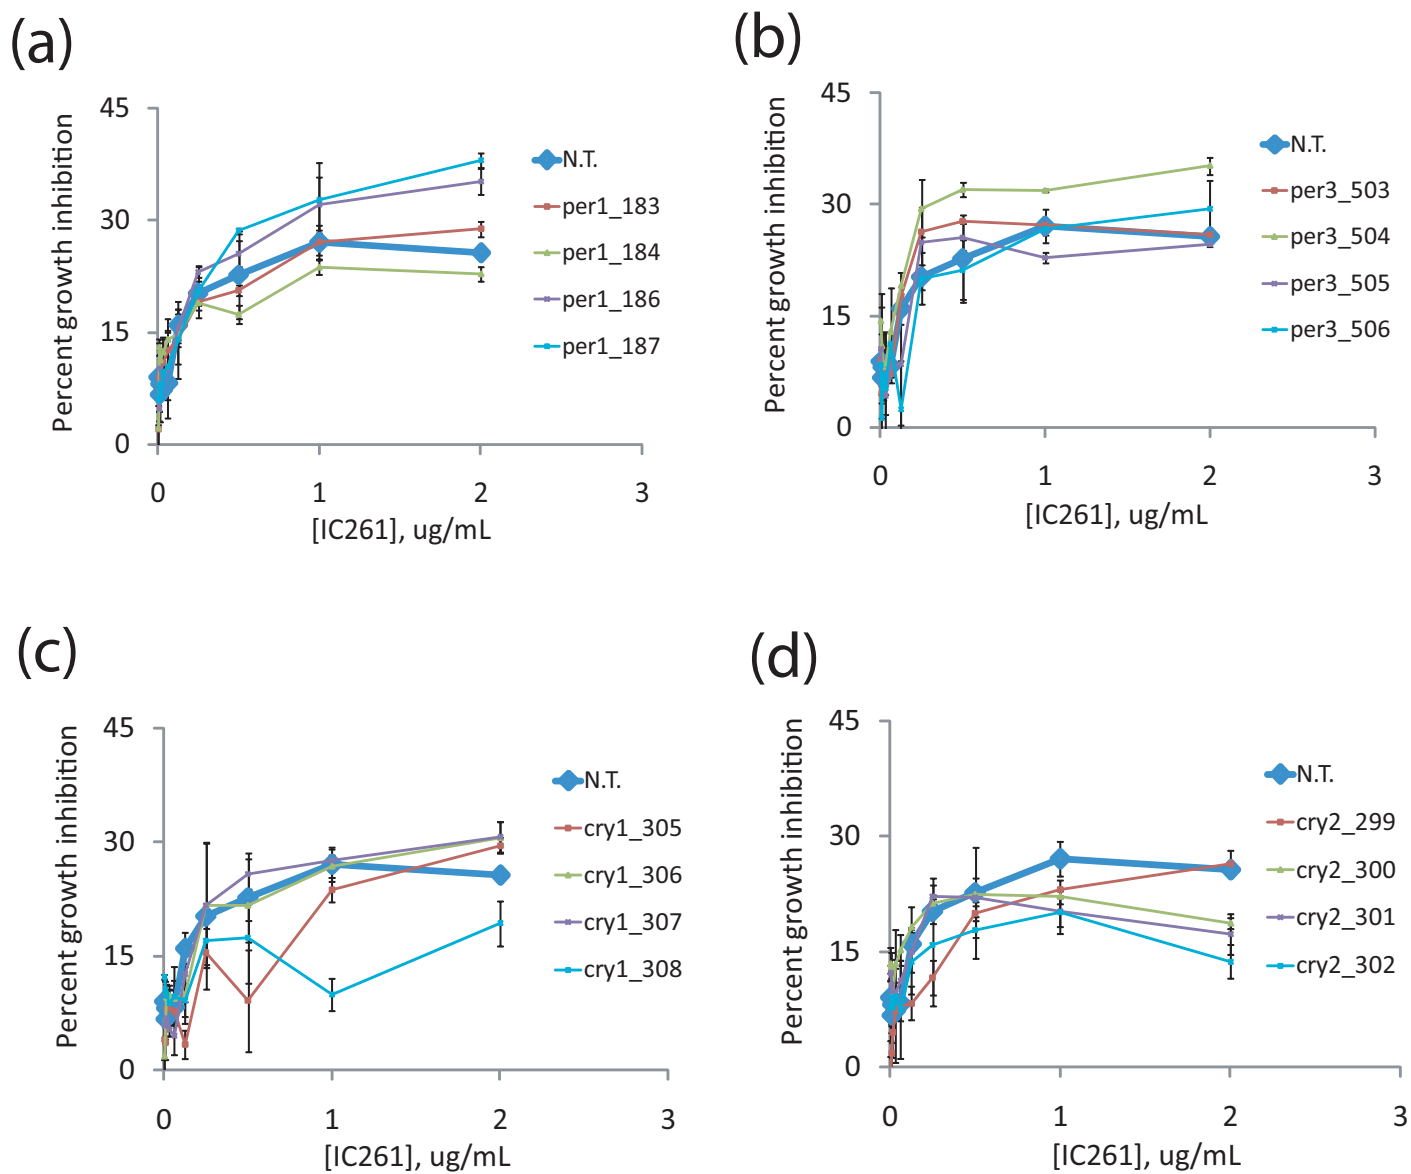 (a)
45
30
15
0
0 1 2 3
Percent growth inhibition
[IC261], ug/mL
N.T.
per1_183
per1_184
per1_186
per1_187
(b)
45
30
15
0
0 1 2 3
Percent growth inhibition
[IC261], ug/mL
N.T.
per3_503
per3_504
per3_505
per3_506
(c)
45
30
15
0
0 1 2 3
Percent growth inhibition
[IC261], ug/mL
N.T.
cry1_305
cry1_306
cry1_307
cry1_308
(d)
45
30
15
0
0 1 2 3
Percent growth inhibition
[IC261], ug/mL
N.T.
cry2_299
cry2_300
cry2_301
cry2_302